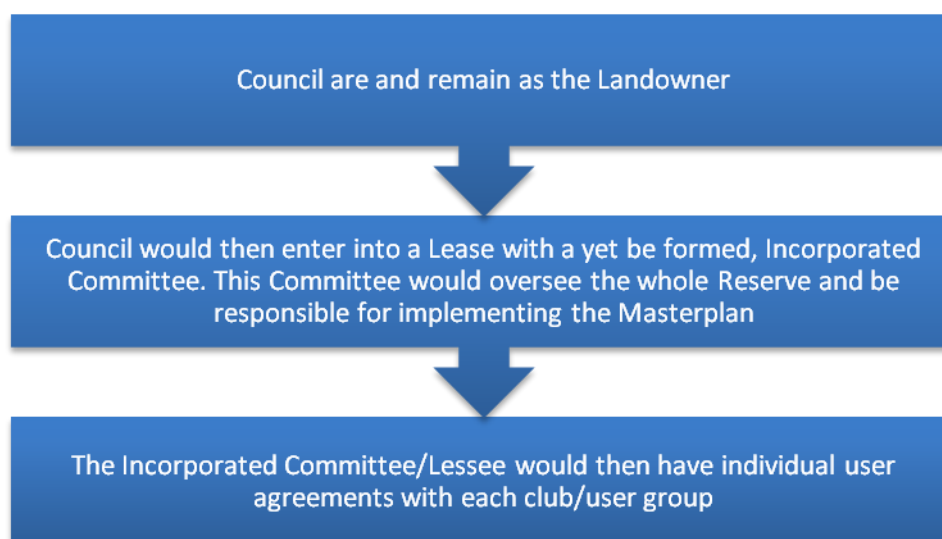 Council are and remain as the Landowner
Council would then enter into a Lease with a yet be formed, Incorporated
Committee. This Committee would oversee the whole Reserve and be
responsible for implementing the Masterplan
The Incorporated Committee/Lessee would then have individual user
agreements with each club/user group